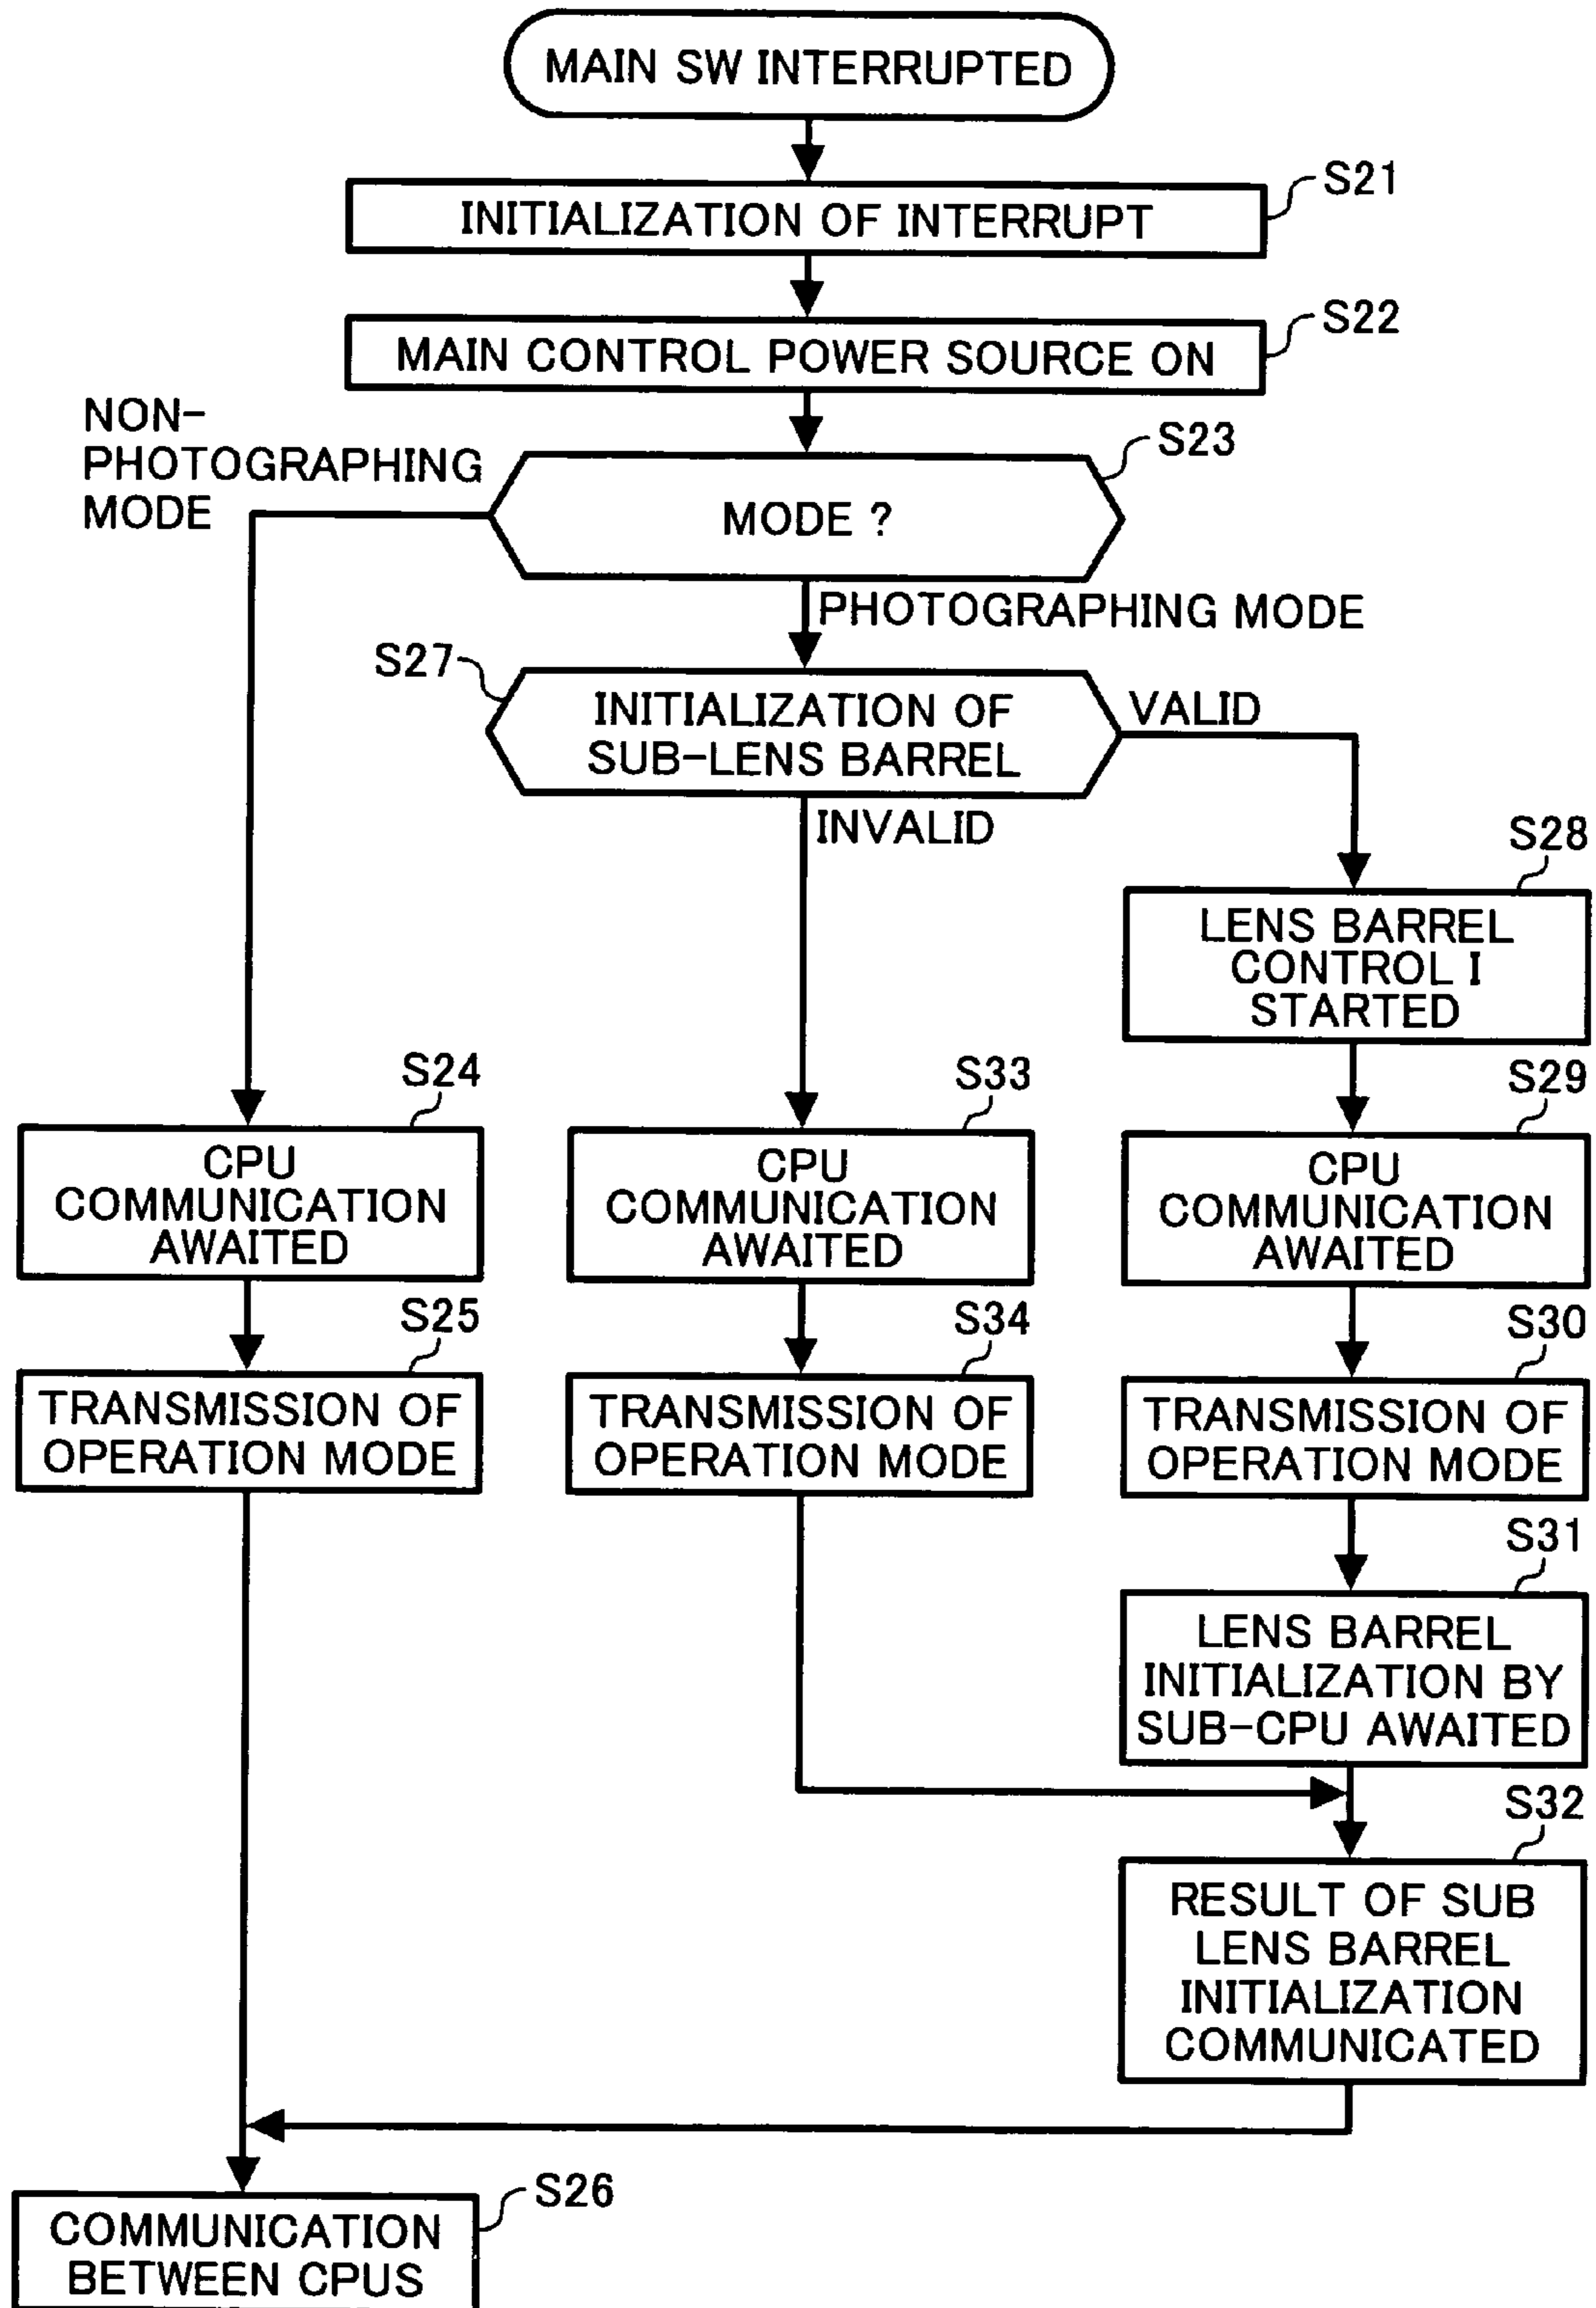 MAIN SW INTERRUPTED
S21
INITIALIZATION OF INTERRUPT
S22
MAIN CONTROL POWER SOURCE ON
NON-
PHOTOGRAPHING
MODE
S23
MODE ?
PHOTOGRAPHING MODE
S27
INITIALIZATION OF
SUB-LENS BARREL
VALID
INVALID
S28
LENS BARREL
CONTROL I
STARTED
S24
CPU
COMMUNICATION
AWAITED
S33
CPU
COMMUNICATION
AWAITED
S29
CPU
COMMUNICATION
AWAITED
S25
TRANSMISSION OF
OPERATION MODE
S34
TRANSMISSION OF
OPERATION MODE
S30
TRANSMISSION OF
OPERATION MODE
S31
LENS BARREL
INITIALIZATION BY
SUB-CPU AWAITED
S32
RESULT OF SUB
LENS BARREL
INITIALIZATION
COMMUNICATED
S26
COMMUNICATION
BETWEEN CPUS